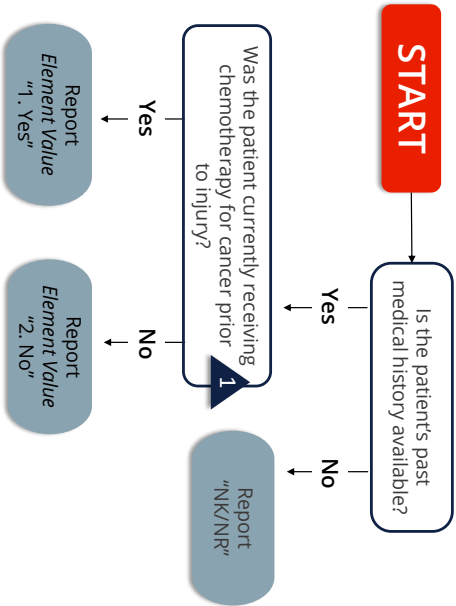 START
Is the patient's past
medical history available?
Yes
No
Was the patient currently receiving
chemotherapy for cancer prior
to injury?
1
Report
"NK/NR"
Yes
No
Report
Element Value
"1. Yes"
Report
Element Value
"2. No"